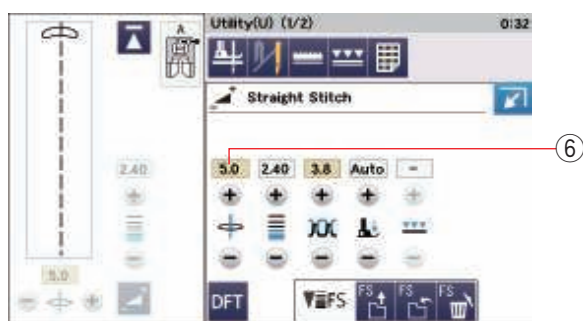 Utility(U) (1/2) 0:32
A
Straight Stitch
2.40
5.0 2.40 3.8 Auto -
⑥
5.0
DFT FS FS FS FS